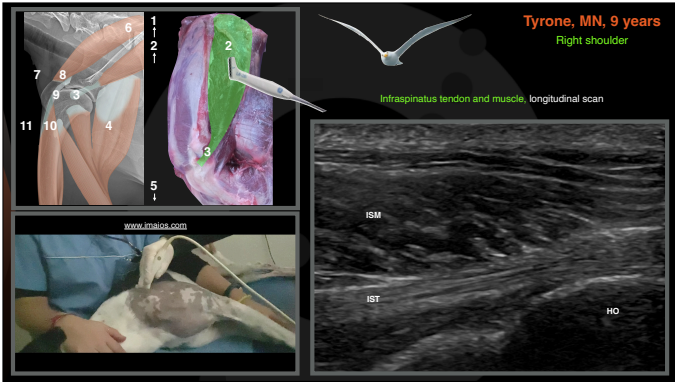 Tyrone, MN, 9 years
Right shoulder
Infraspinatus tendon and muscle, longitudinal scan
1
6
2
2
7
8
9
3
4
11
10
3
5
www.imaios.com
ISM
IST
HO